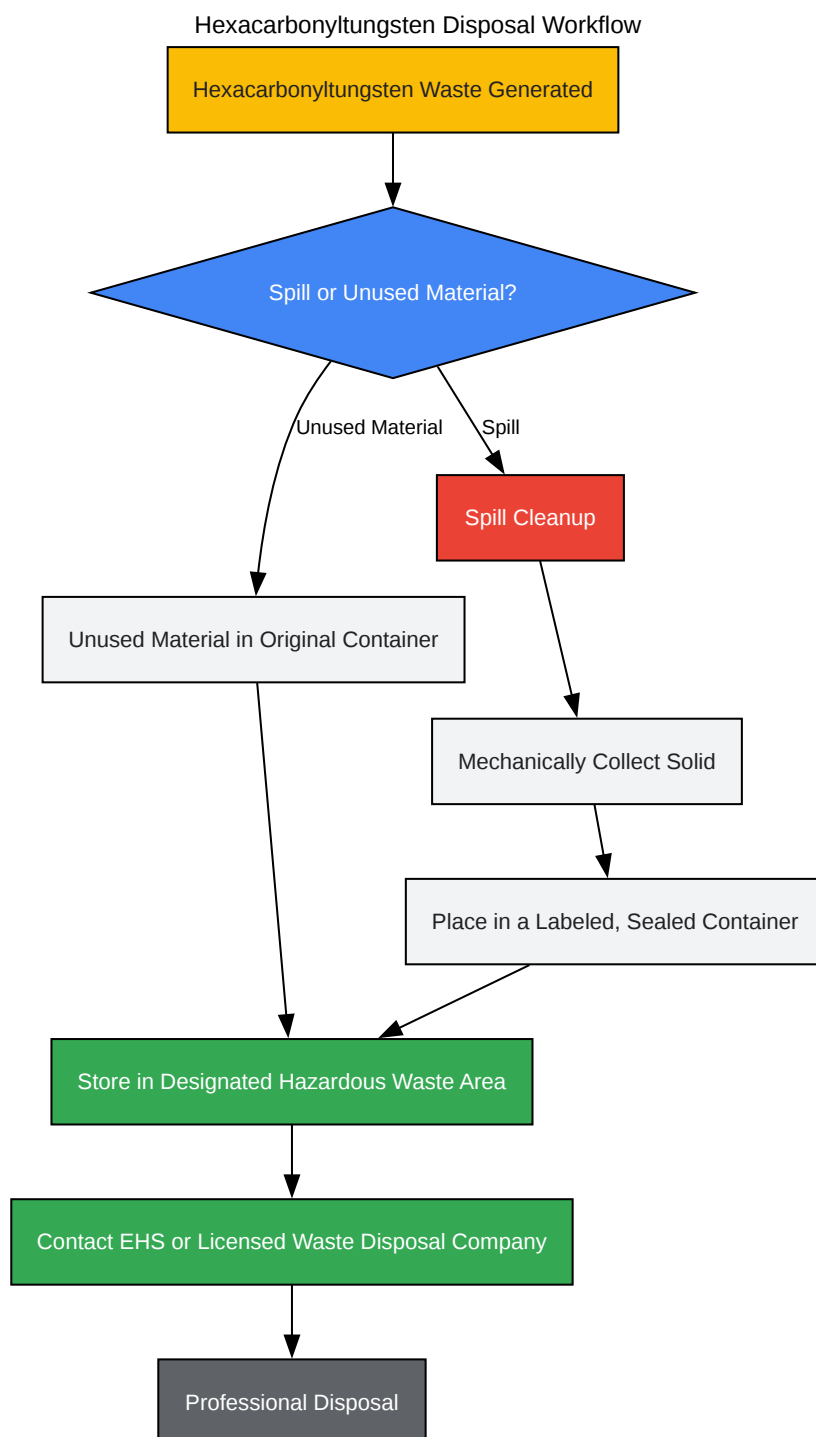 Hexacarbonyltungsten Disposal Workflow
Hexacarbonyltungsten Waste Generated
Spill or Unused Material?
Unused Material
Spill
Spill Cleanup
Unused Material in Original Container
Mechanically Collect Solid
Place in a Labeled, Sealed Container
Store in Designated Hazardous Waste Area
Contact EHS or Licensed Waste Disposal Company
Professional Disposal